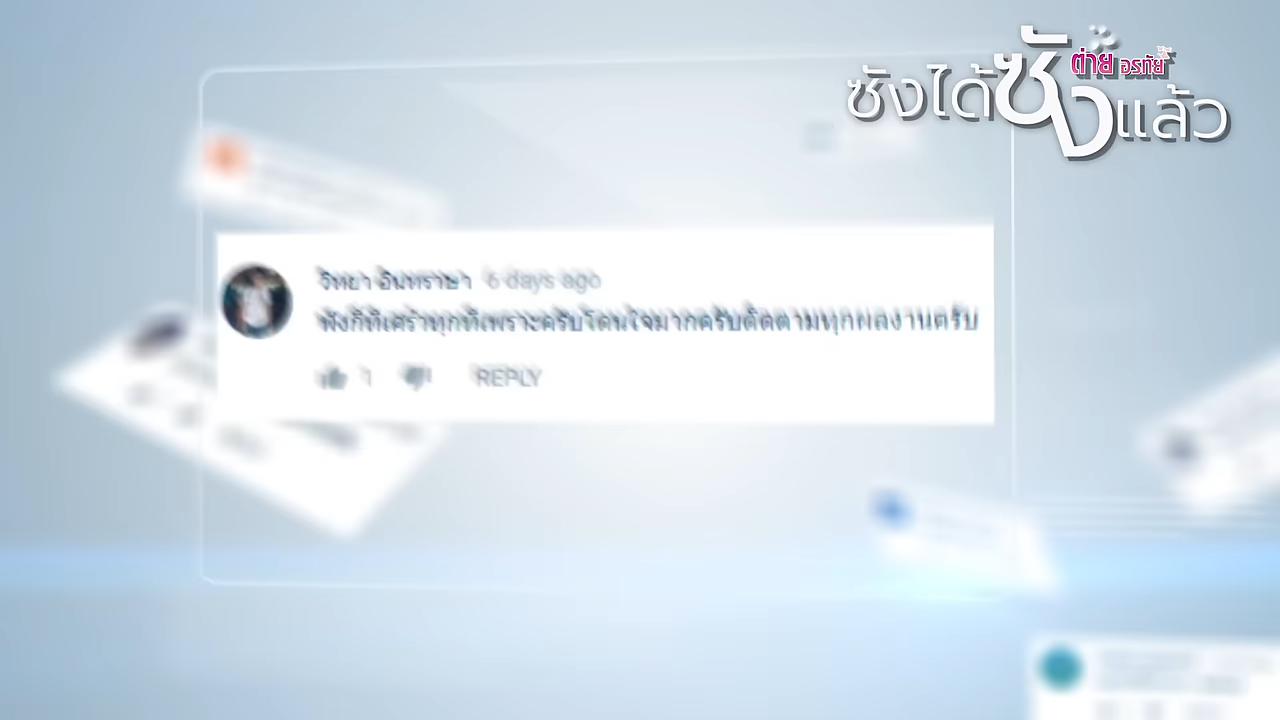 ซังได้ซังแล้ว
ต่าย อรทัย
วิทยา อินทราษา 6 days ago
ฟังกี่ทีเศร้าทุกทีเพราะครับโดนใจมากครับติดตามทุกผลงานครับ
1 REPLY